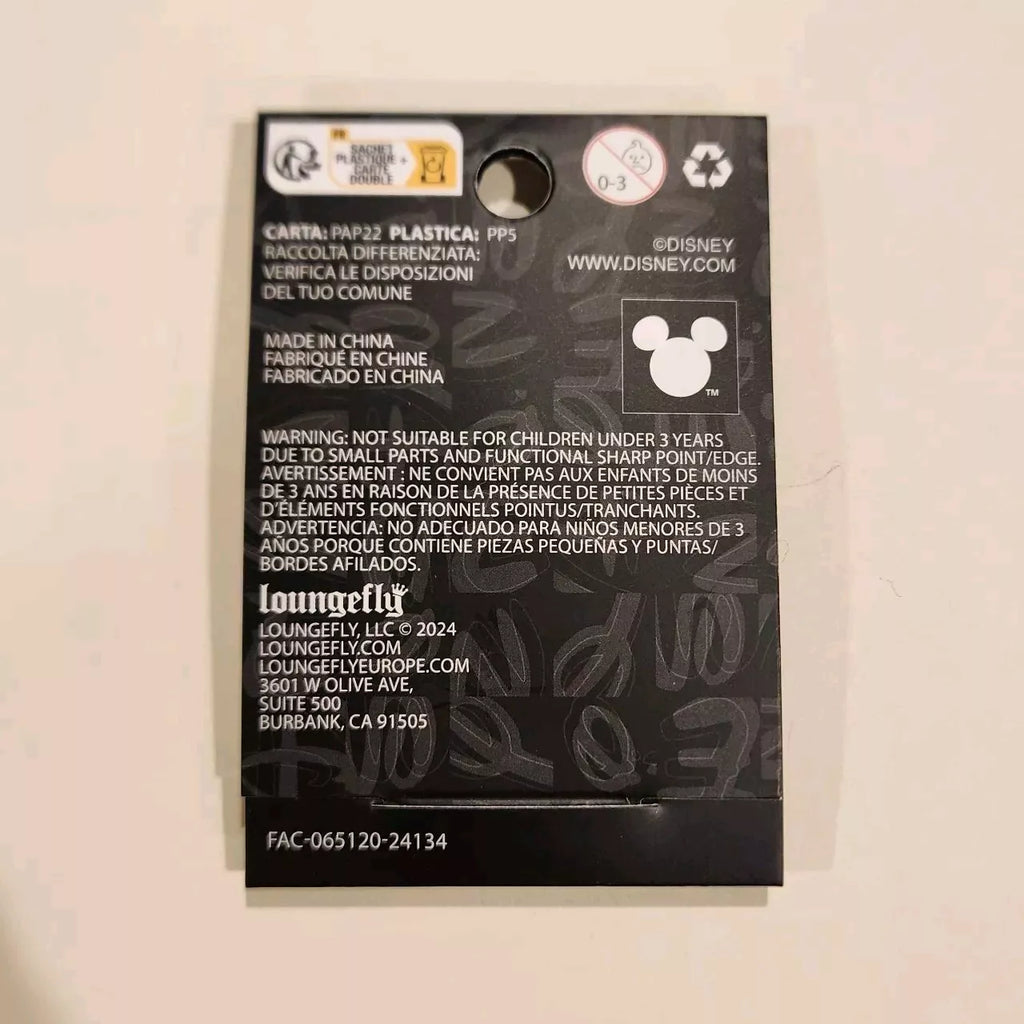 FR
SACHET
PLASTIQUE +
CARTE
DOUBLE
0-3
CARTA: PAP22 PLASTICA: PP5
RACCOLTA DIFFERENZIATA:
VERIFICA LE DISPOSIZIONI
DEL TUO COMUNE
©DISNEY
WWW.DISNEY.COM
MADE IN CHINA
FABRIQUÉ EN CHINE
FABRICADO EN CHINA
TM
WARNING: NOT SUITABLE FOR CHILDREN UNDER 3 YEARS
DUE TO SMALL PARTS AND FUNCTIONAL SHARP POINT/EDGE.
AVERTISSEMENT : NE CONVIENT PAS AUX ENFANTS DE MOINS
DE 3 ANS EN RAISON DE LA PRÉSENCE DE PETITES PIÈCES ET
D'ÉLÉMENTS FONCTIONNELS POINTUS/TRANCHANTS.
ADVERTENCIA: NO ADECUADO PARA NIÑOS MENORES DE 3
AÑOS PORQUE CONTIENE PIEZAS PEQUEÑAS Y PUNTAS/
BORDES AFILADOS.
loungefly
LOUNGEFLY, LLC © 2024
LOUNGEFLY.COM
LOUNGEFLYEUROPE.COM
3601 W OLIVE AVE,
SUITE 500
BURBANK, CA 91505
FAC-065120-24134